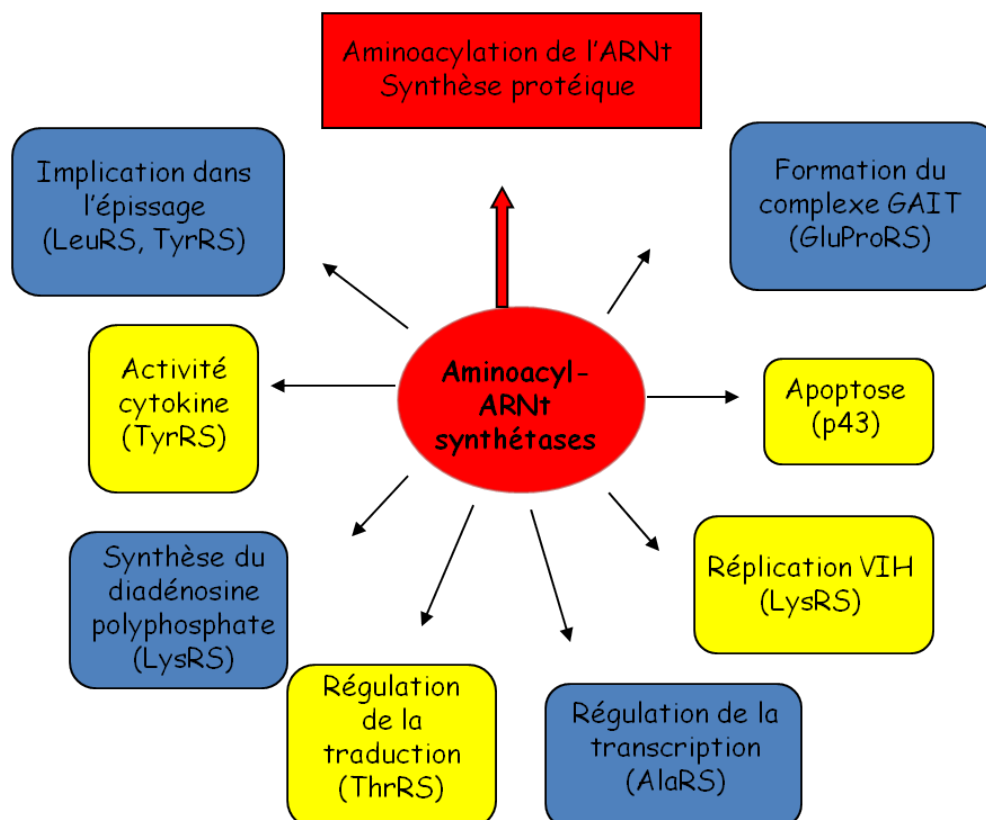 Aminoacylation de l'ARNt
Synthèse protéique
Implication dans
l'épissage
(LeuRS, TyrRS)
Formation du
complexe GAIT
(GluProRS)
Activité
cytokine
(TyrRS)
Aminoacyl-
ARNt
synthétases
Apoptose
(p43)
Synthèse du
diadénosine
polyphosphate
(LysRS)
Réplication VIH
(LysRS)
Régulation
de la
traduction
(ThrRS)
Régulation de la
transcription
(AlaRS)